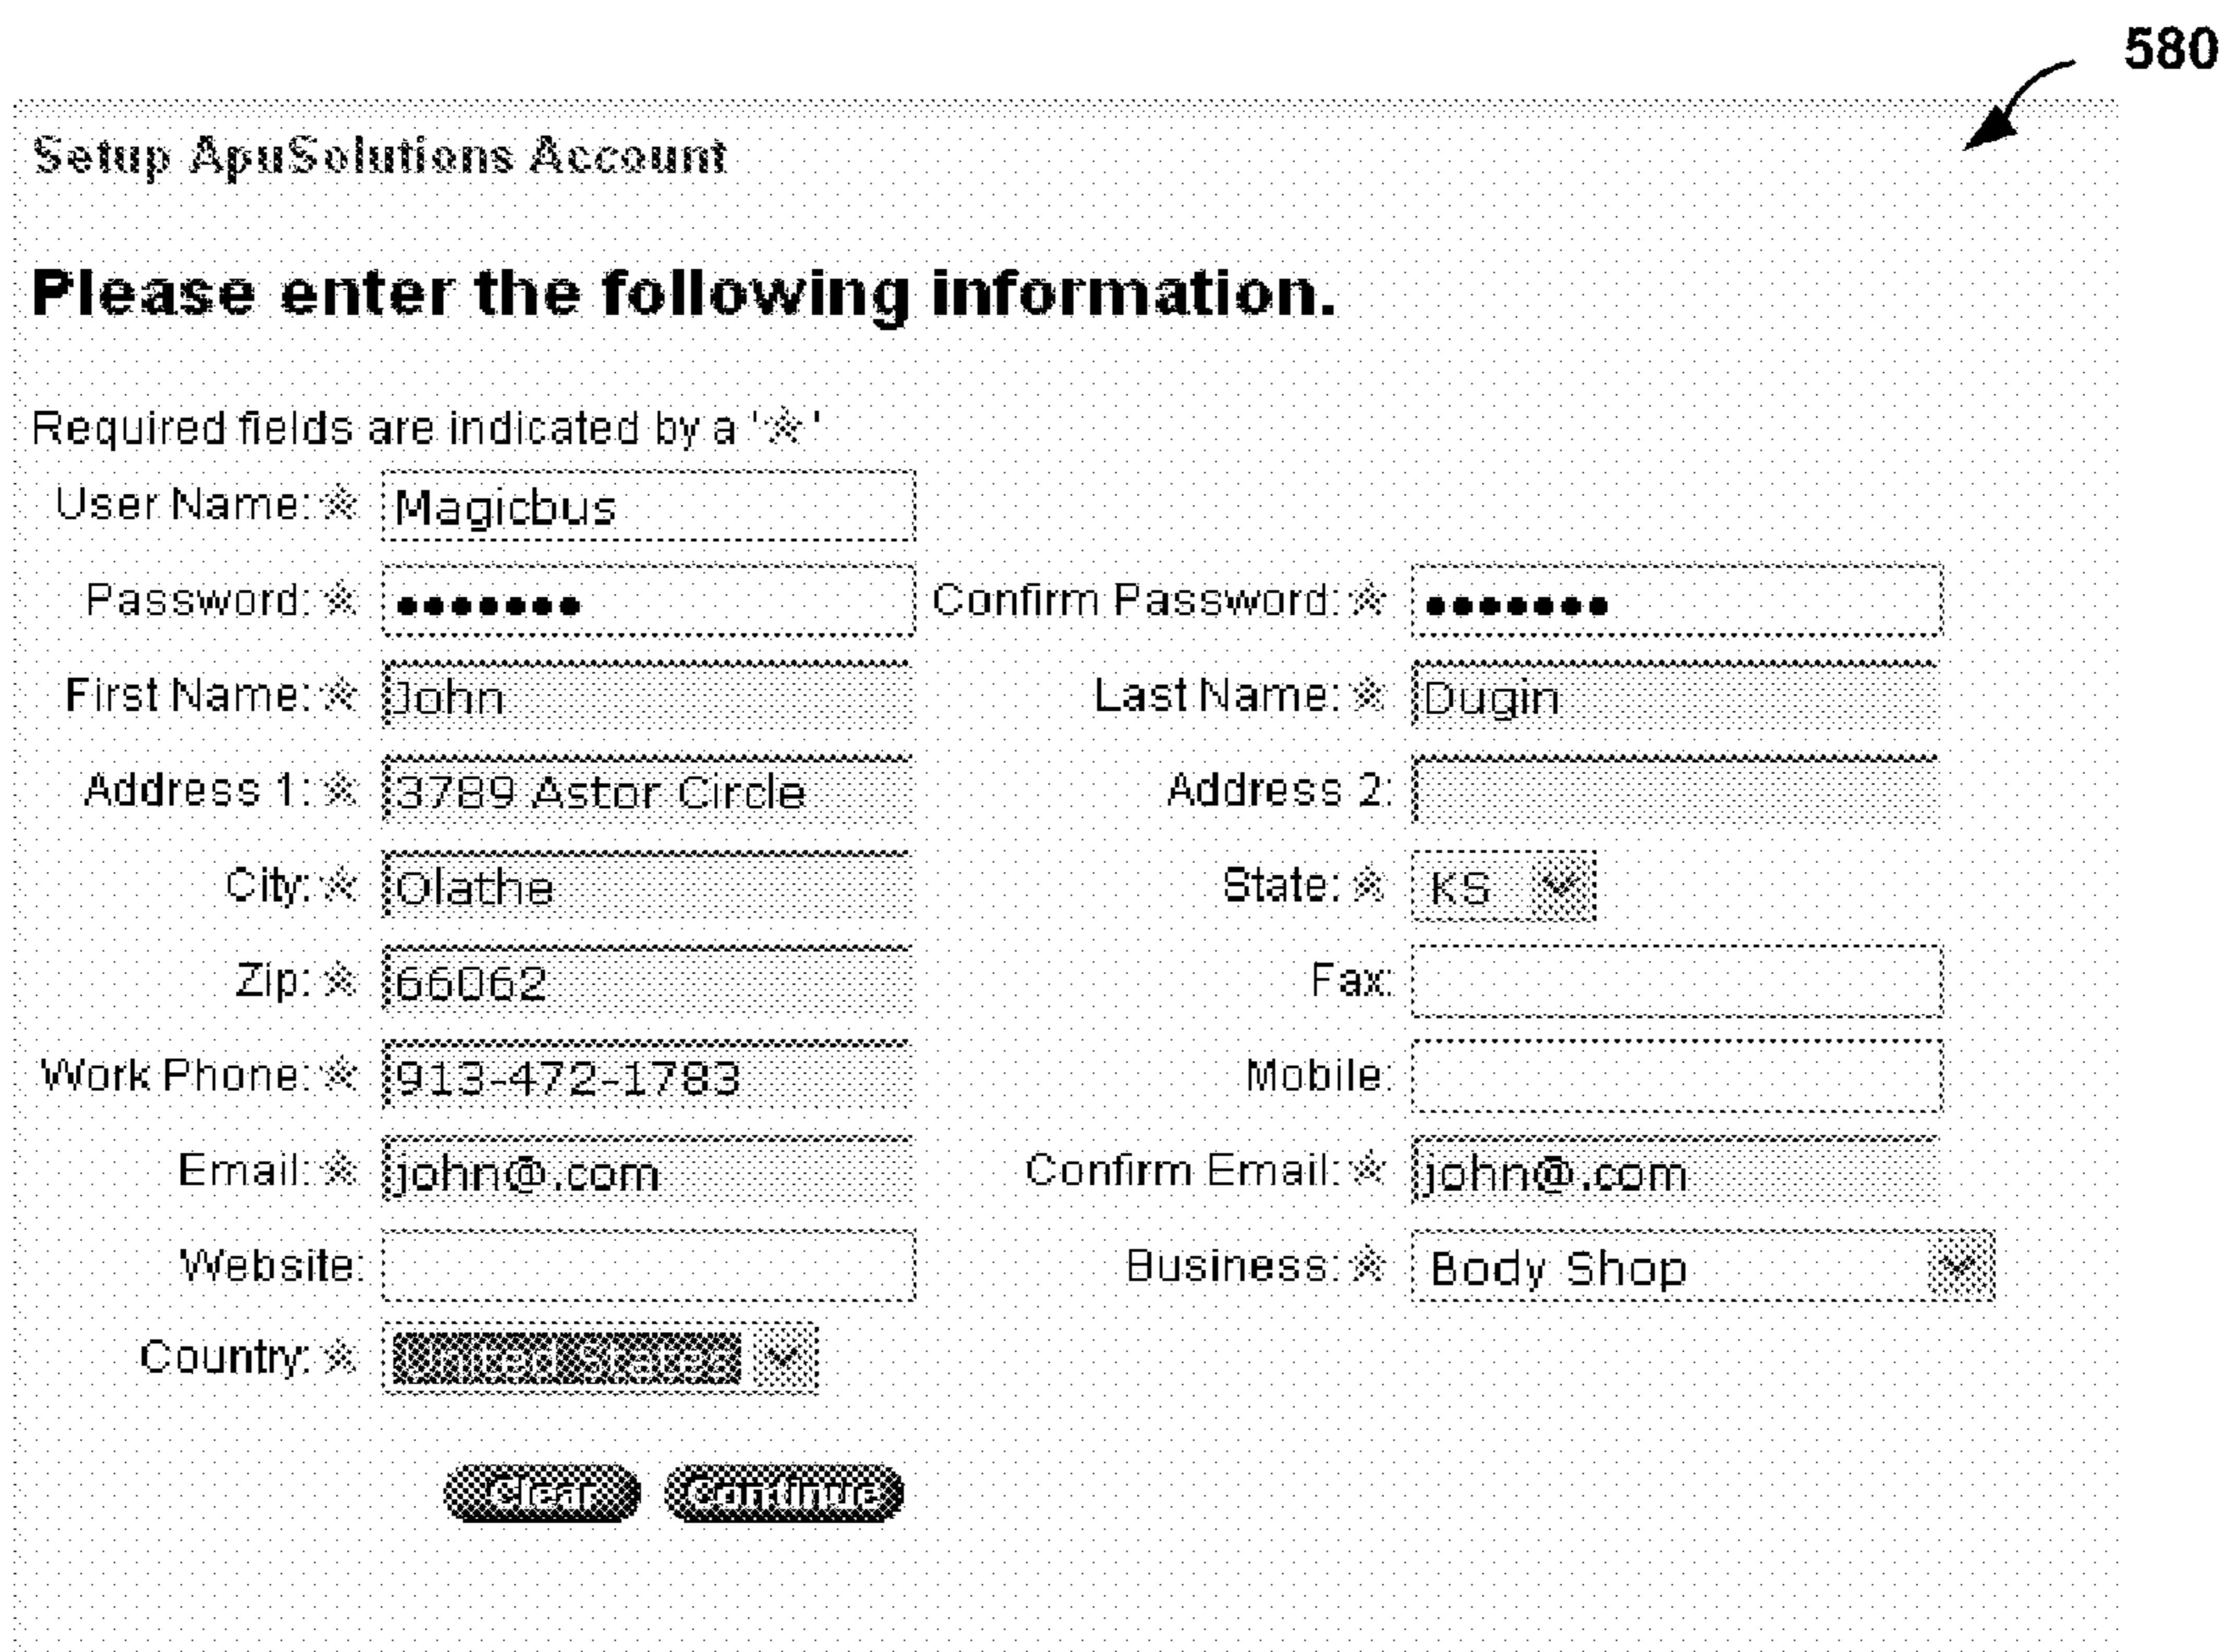 580
Setup ApuSolutions Account
Please enter the following information.
Required fields are indicated by a '*'
User Name: * Magicbus
Password: * ••••••• Confirm Password: * •••••••
First Name: * John Last Name: * Dugin
Address 1: * 3789 Astor Circle Address 2:
City: * Olathe State: * KS
Zip: * 66062 Fax:
Work Phone: * 913-472-1783 Mobile:
Email: * john@.com Confirm Email: * john@.com
Website: Business: * Body Shop
Country: * United States
Clear Continue